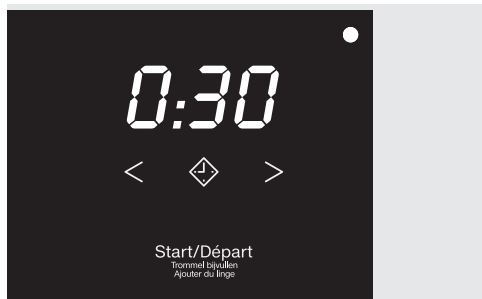 0:30
< >
Start/Départ
Trommel bijvullen
Ajouter du linge